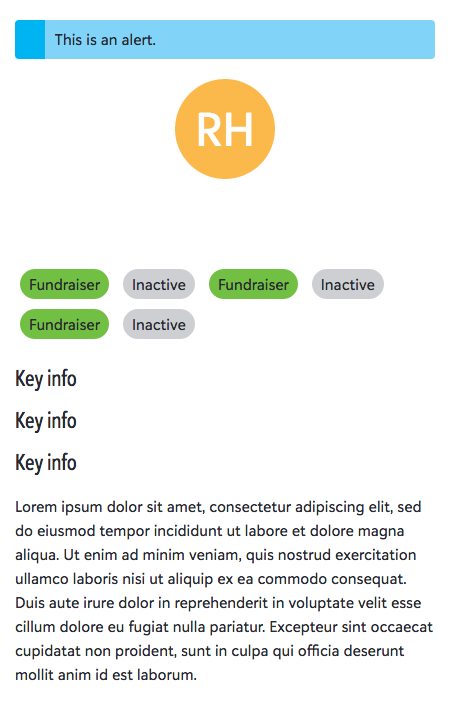 This is an alert.
RH
Fundraiser Inactive Fundraiser Inactive
Fundraiser Inactive
Key info
Key info
Key info
Lorem ipsum dolor sit amet, consectetur adipiscing elit, sed
do eiusmod tempor incididunt ut labore et dolore magna
aliqua. Ut enim ad minim veniam, quis nostrud exercitation
ullamco laboris nisi ut aliquip ex ea commodo consequat.
Duis aute irure dolor in reprehenderit in voluptate velit esse
cillum dolore eu fugiat nulla pariatur. Excepteur sint occaecat
cupidatat non proident, sunt in culpa qui officia deserunt
mollit anim id est laborum.